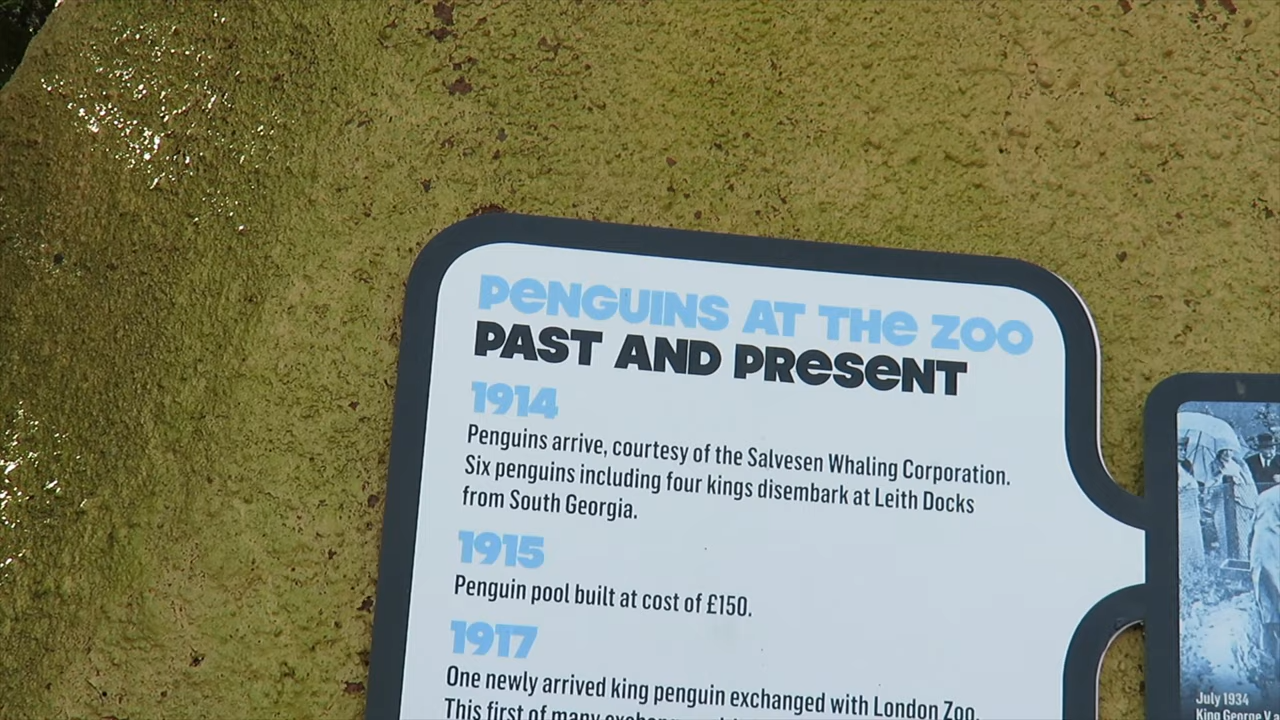 PENGUINS AT THE ZOO
PAST AND PRESENT
1914
Penguins arrive, courtesy of the Salvesen Whaling Corporation.
Six penguins including four kings disembark at Leith Docks
from South Georgia.
1915
Penguin pool built at cost of £150.
1917
One newly arrived king penguin exchanged with London Zoo.
This first of many
July 1934
King George V